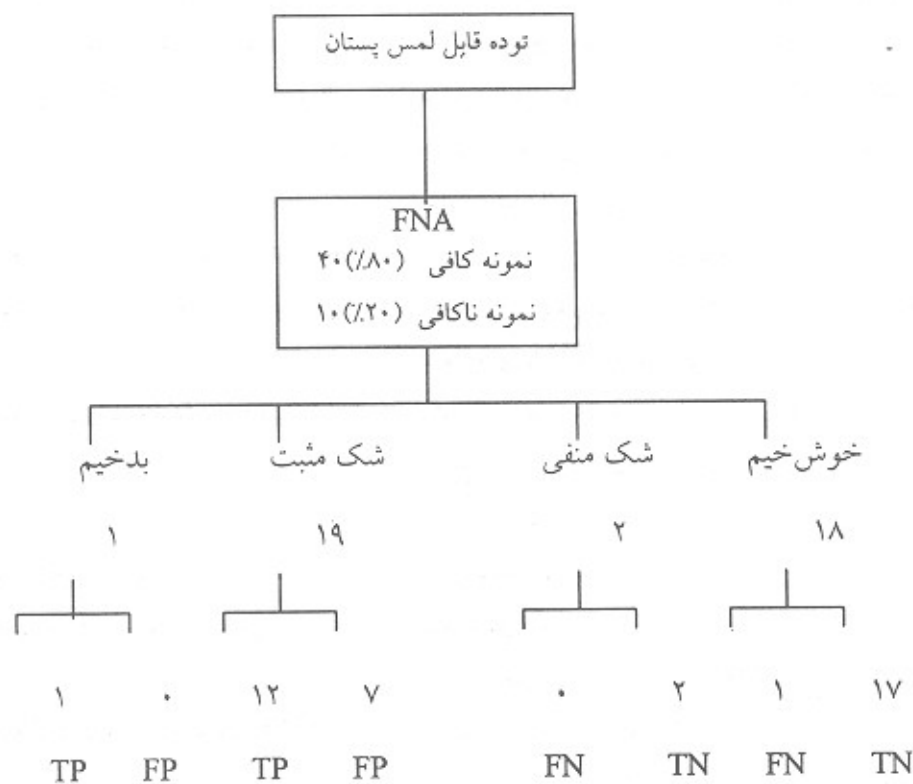 توده قابل لمس پستان
FNA
نمونه کافی (٪۸۰)۴۰
نمونه ناکافی (٪۲۰)۱۰
خوش‌خیم شک منفی شک مثبت بدخیم
۱۸ ۲ ۱۹ ۱
۱ ۰ ۱۲ ۷ ۰ ۲ ۱ ۱۷
TP FP TP FP FN TN FN TN